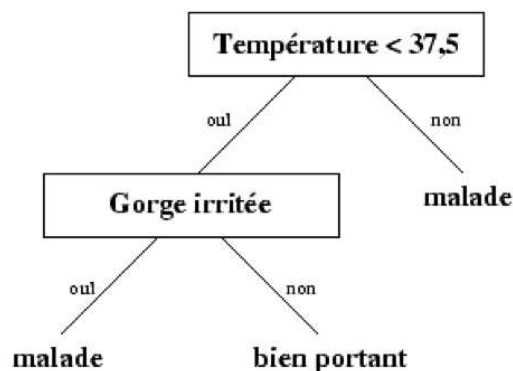 Température < 37,5
oui
non
Gorge irritée
malade
oui
non
malade
bien portant